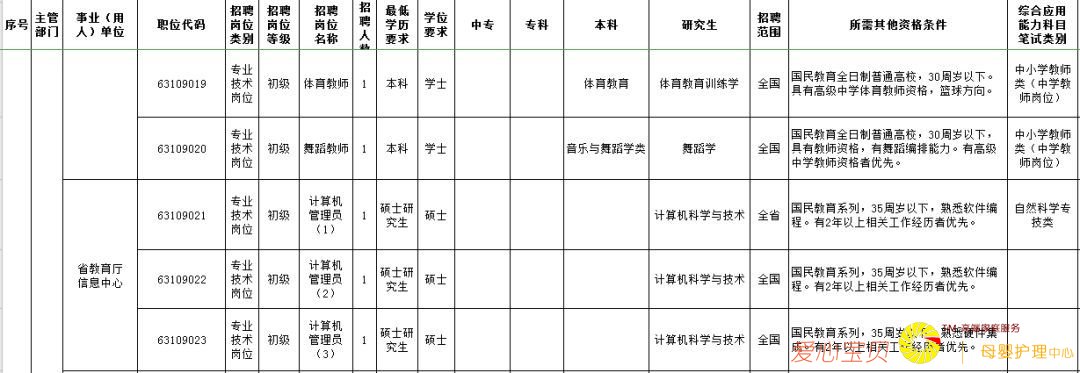 序号 主管部门 事业（用人）单位 职位代码 招聘岗位类别 招聘岗位等级 招聘岗位名称 招聘人数 最低学历要求 学位要求 中专 专科 本科 研究生 招聘范围 所需其他资格条件 综合应用能力科目笔试类别
63109019 专业技术岗位 初级 体育教师 1 本科 学士 体育教育 体育教育训练学 全国 国民教育全日制普通高校，30周岁以下。具有高级中学体育教师资格，篮球方向。 中小学教师类（中学教师岗位）
63109020 专业技术岗位 初级 舞蹈教师 1 本科 学士 音乐与舞蹈学类 舞蹈学 全国 国民教育全日制普通高校，30周岁以下，具有教师资格，有舞蹈编排能力。有高级中学教师资格者优先。 中小学教师类（中学教师岗位）
省教育厅信息中心
63109021 专业技术岗位 初级 计算机管理员（1） 1 硕士研究生 硕士 计算机科学与技术 全省 国民教育系列，35周岁以下，熟悉软件编程。有2年以上相关工作经历者优先。 自然科学专技类
63109022 专业技术岗位 初级 计算机管理员（2） 1 硕士研究生 硕士 计算机科学与技术 全国 国民教育系列，35周岁以下，熟悉软件编程。有2年以上相关工作经历者优先。
63109023 专业技术岗位 初级 计算机管理员（3） 1 硕士研究生 硕士 计算机科学与技术 全国 国民教育系列，35周岁以下，熟悉硬件集成。有2年以上相关工作经历者优先。
爱心宝贝 TM 高端家庭服务
母婴护理中心